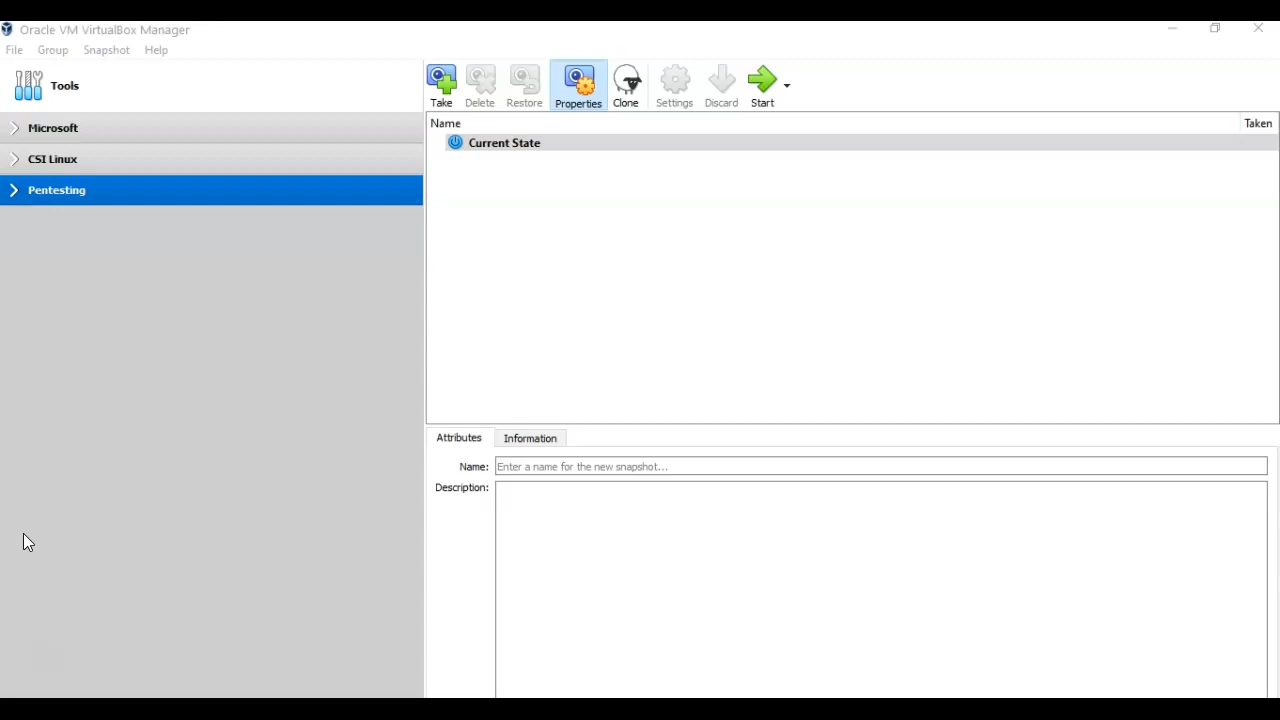 Oracle VM VirtualBox Manager
File Group Snapshot Help
Tools
Microsoft
CSI Linux
Pentesting
Take Delete Restore Properties Clone Settings Discard Start
Name Taken
Current State
Attributes Information
Name: Enter a name for the new snapshot...
Description: